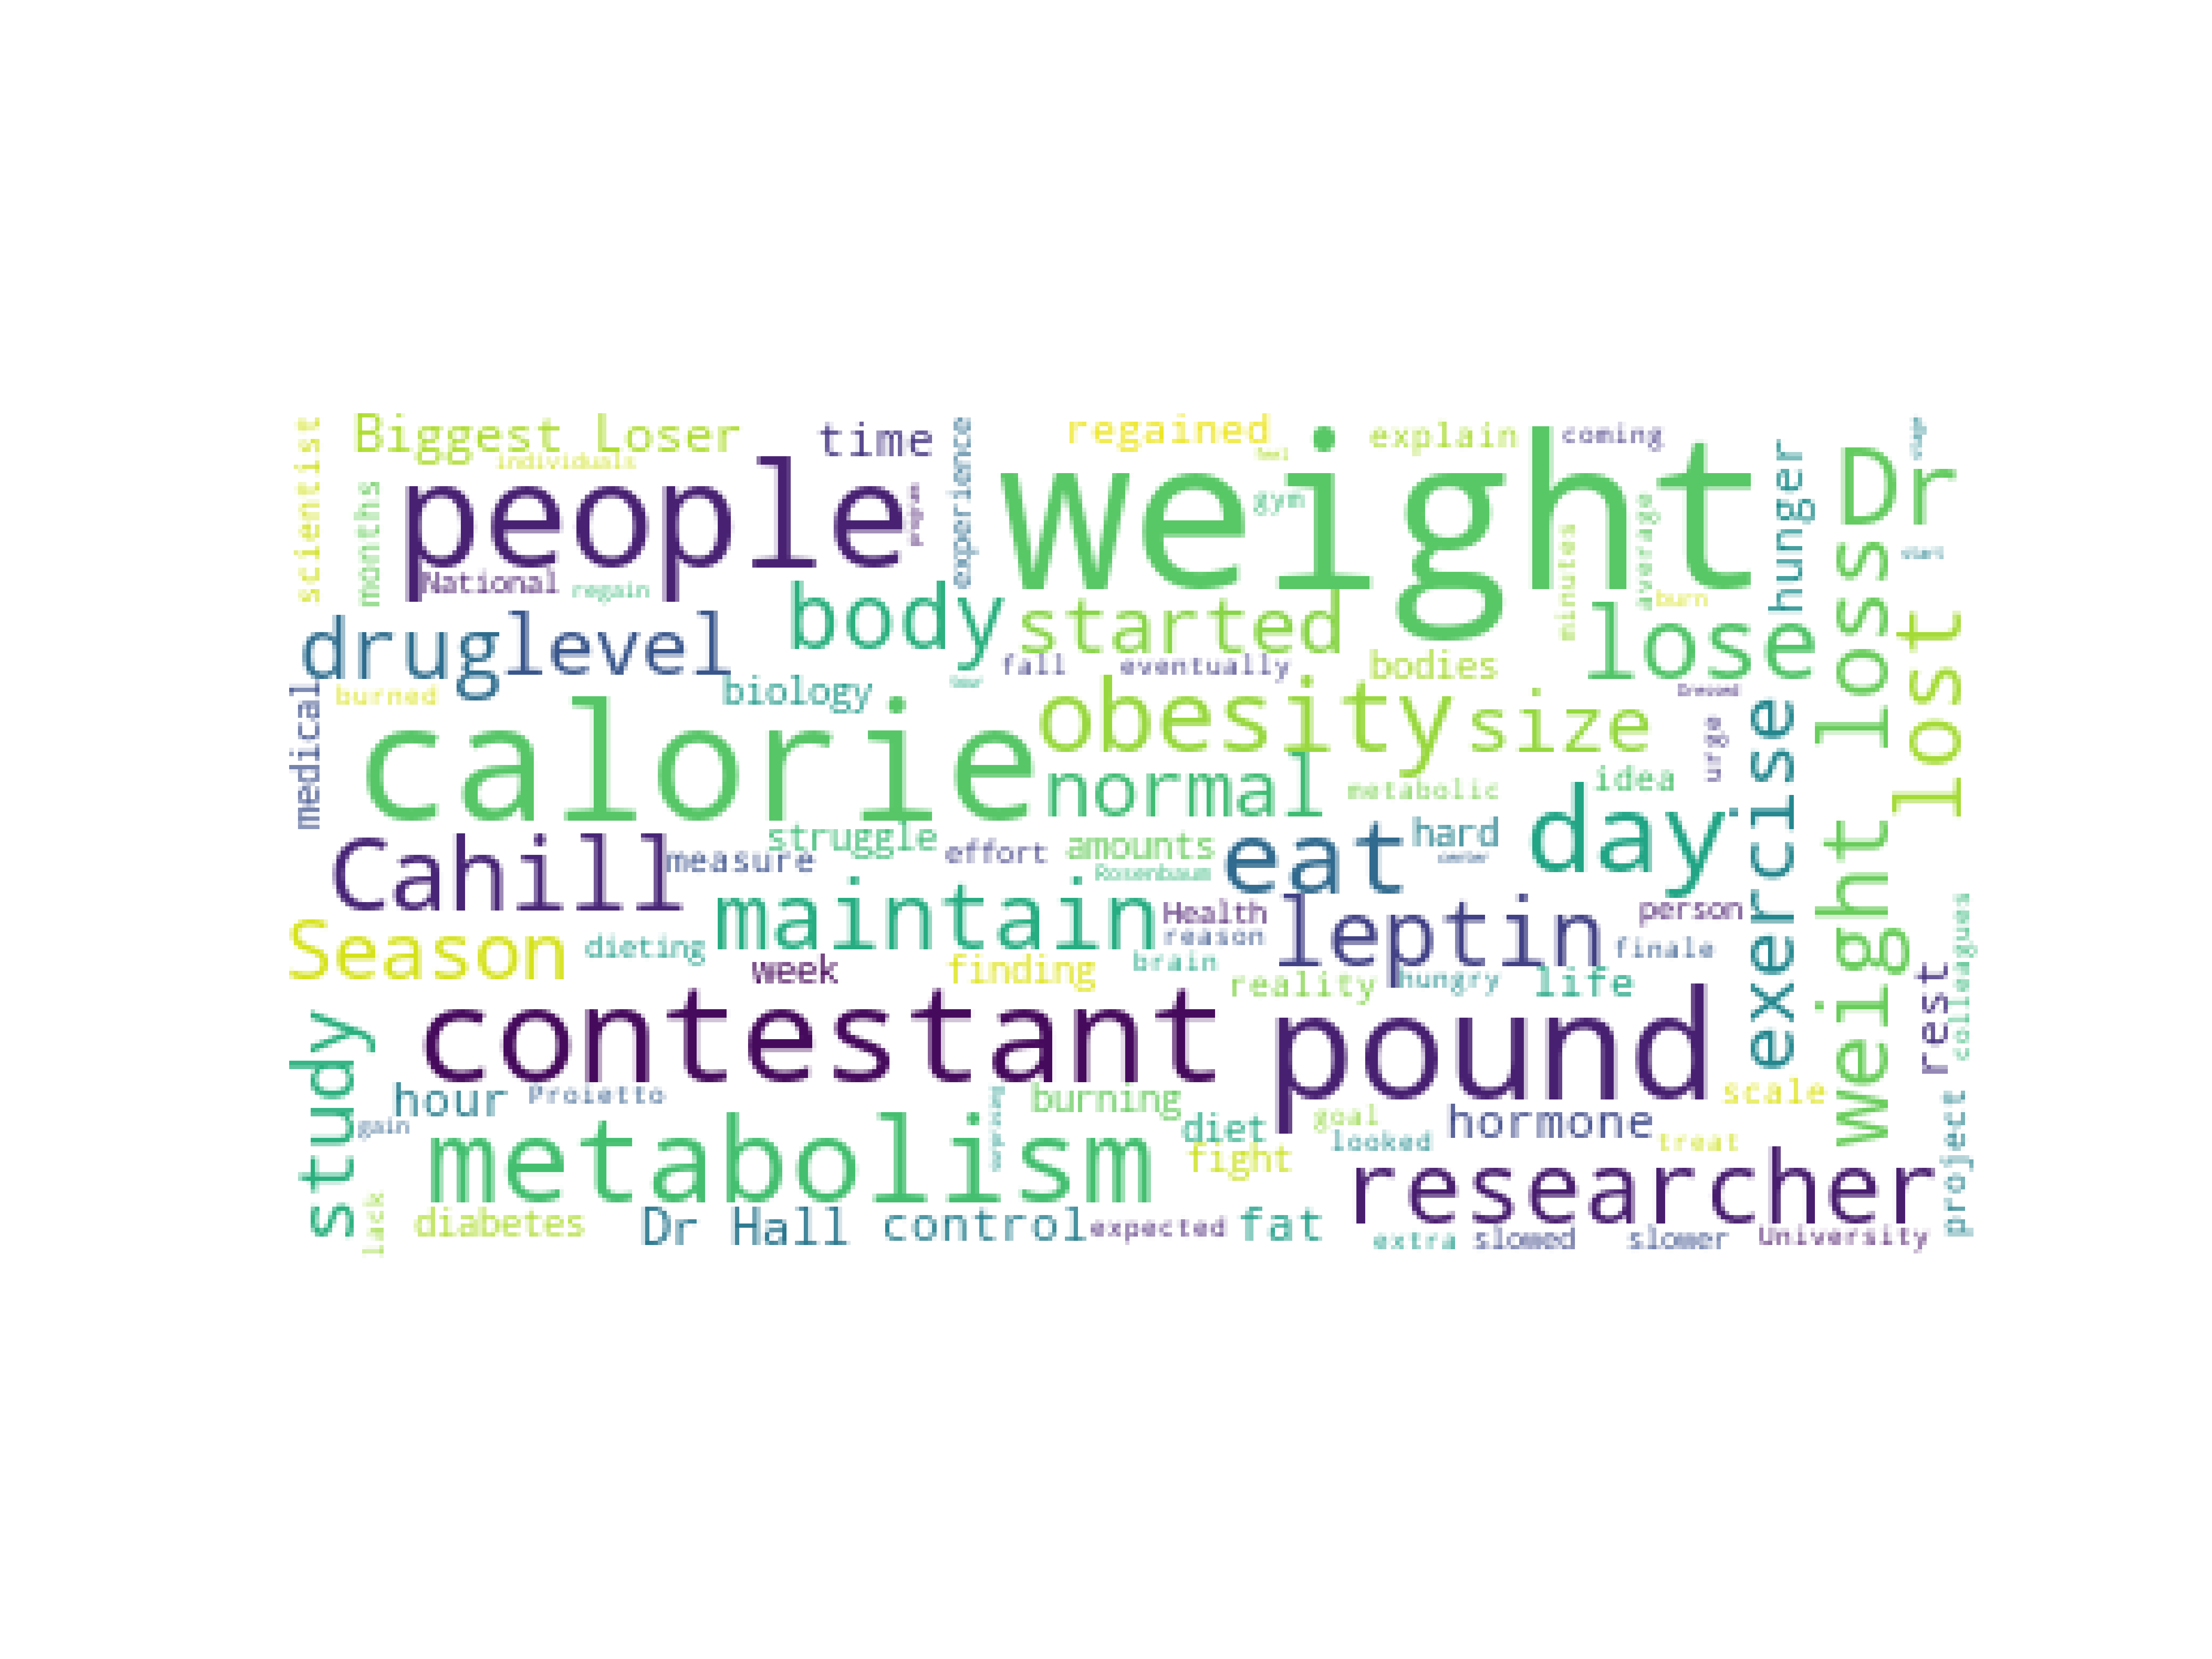 Biggest Loser
time
regained
explain
coming
scientist
individuals
months
people
experience
weight
gym
average
minutes
hunger
Dr
National
regain
burn
drug
level
body
started
lose
weight loss
lost
fall
eventually
bodies
medical
burned
biology
obesity
size
urge
calorie
normal
metabolic
idea
exercise
struggle
amounts
hard
day
Cahill
measure
effort
Rosenbaum
eat
maintain
Health
leptin
person
Season
dieting
reason
finale
week
finding
brain
reality
hungry
life
rest
colleagues
study
contestant
pound
hour
Proietto
burning
scale
gain
diet
goal
hormone
project
metabolism
fight
looked
treat
researcher
lack
diabetes
Dr Hall
control
expected
fat
extra
slowed
slower
University